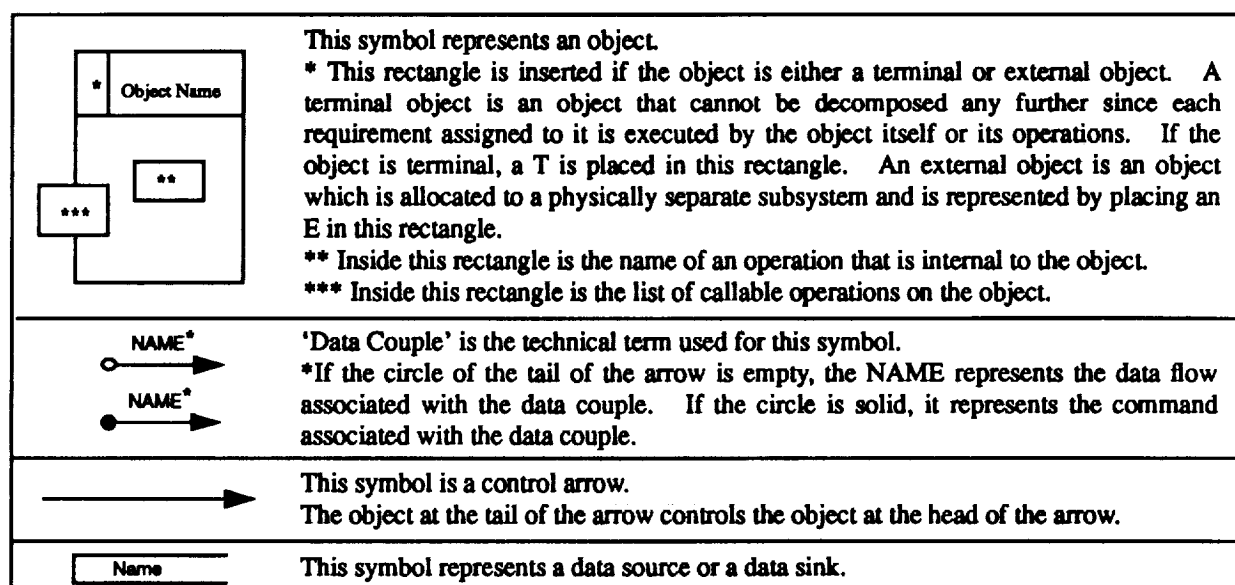 * Object Name
**
***
This symbol represents an object.
* This rectangle is inserted if the object is either a terminal or external object. A
terminal object is an object that cannot be decomposed any further since each
requirement assigned to it is executed by the object itself or its operations. If the
object is terminal, a T is placed in this rectangle. An external object is an object
which is allocated to a physically separate subsystem and is represented by placing an
E in this rectangle.
** Inside this rectangle is the name of an operation that is internal to the object.
*** Inside this rectangle is the list of callable operations on the object.
NAME*
NAME*
'Data Couple' is the technical term used for this symbol.
*If the circle of the tail of the arrow is empty, the NAME represents the data flow
associated with the data couple. If the circle is solid, it represents the command
associated with the data couple.
This symbol is a control arrow.
The object at the tail of the arrow controls the object at the head of the arrow.
Name
This symbol represents a data source or a data sink.